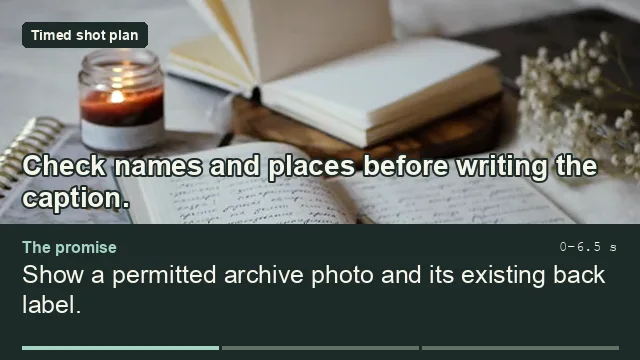 Timed shot plan
Check names and places before writing the
caption.
The promise
0–6.5 s
Show a permitted archive photo and its existing back
label.